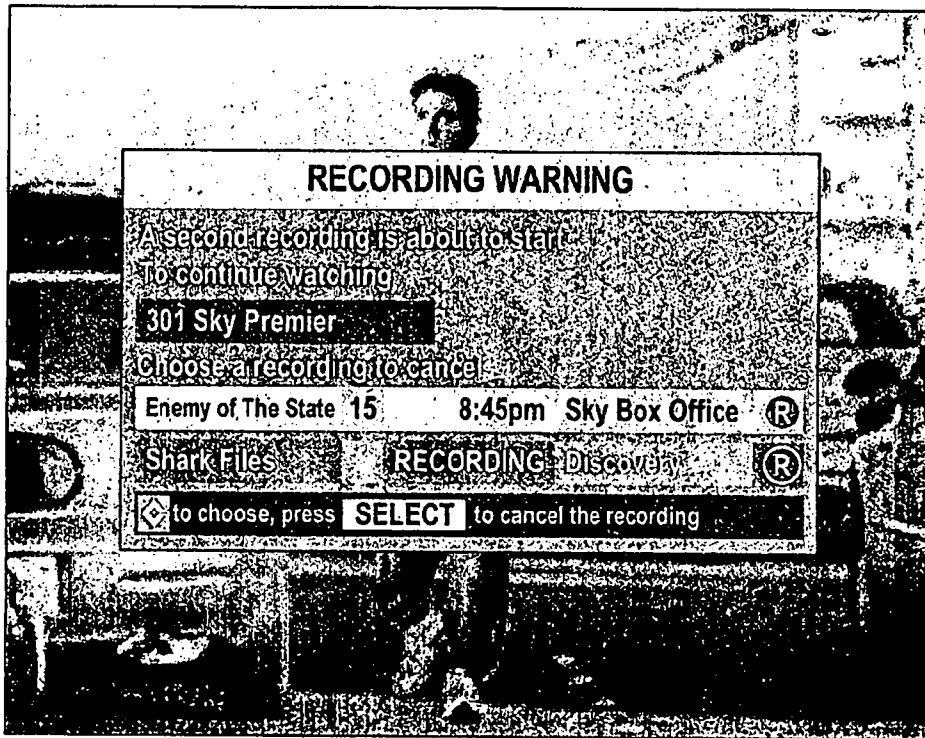 RECORDING WARNING
A second recording is about to start
To continue watching
301 Sky Premier
Choose a recording to cancel
Enemy of The State 15 8:45pm Sky Box Office R
Shark Files RECORDING Discovery R
to choose, press SELECT to cancel the recording